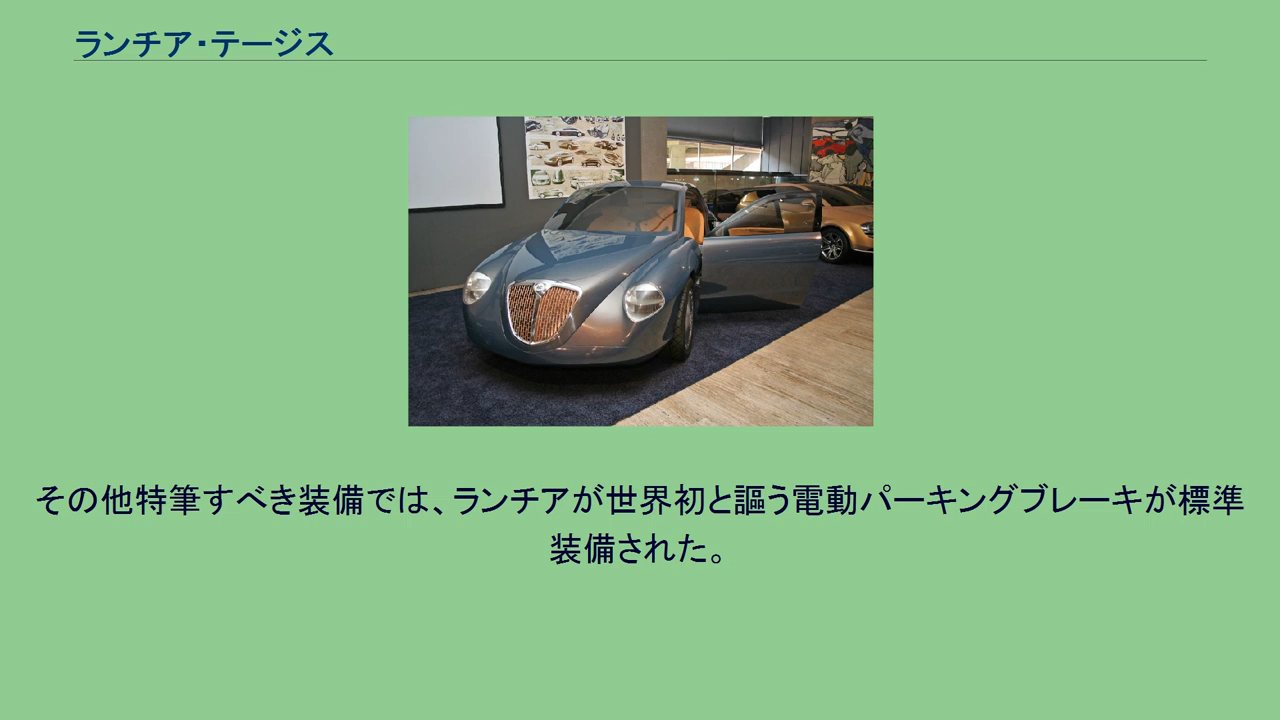 ランチア・テージス
その他特筆すべき装備では、ランチアが世界初と謳う電動パーキングブレーキが標準
装備された。